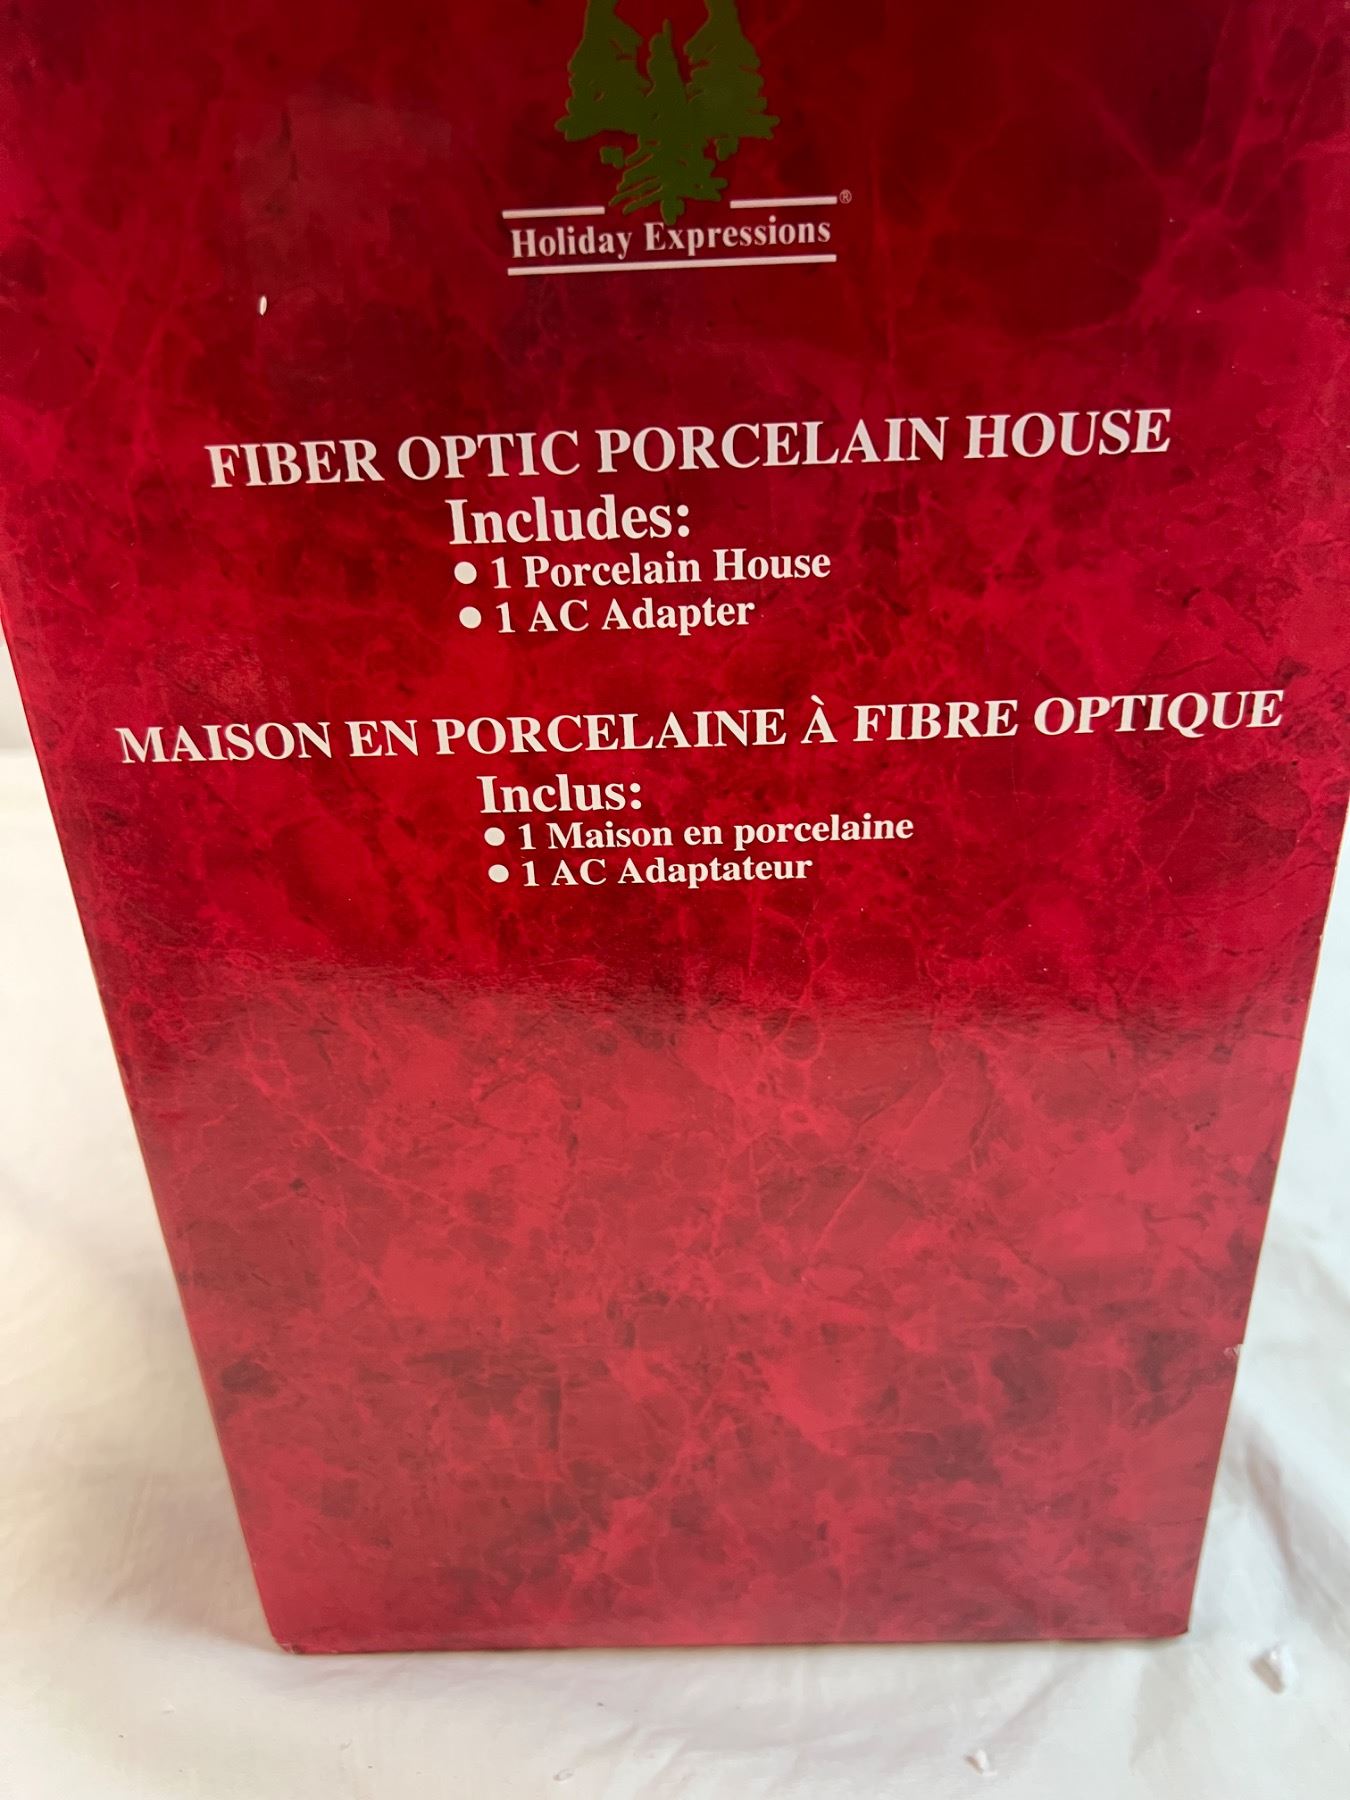 Holiday Expressions®
FIBER OPTIC PORCELAIN HOUSE
Includes:
● 1 Porcelain House
● 1 AC Adapter
MAISON EN PORCELAINE À FIBRE OPTIQUE
Inclus:
● 1 Maison en porcelaine
● 1 AC Adaptateur